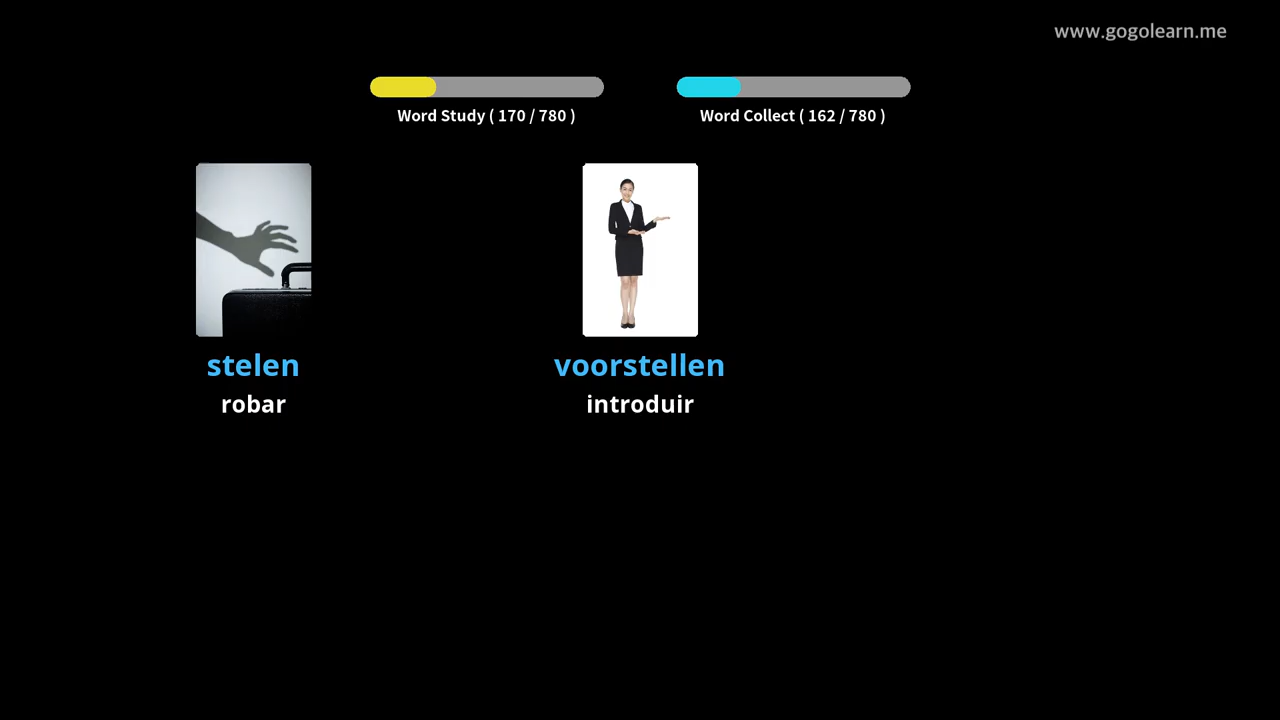 www.gogolearn.me
Word Study ( 170 / 780 )
Word Collect ( 162 / 780 )
stelen
robar
voorstellen
introduir